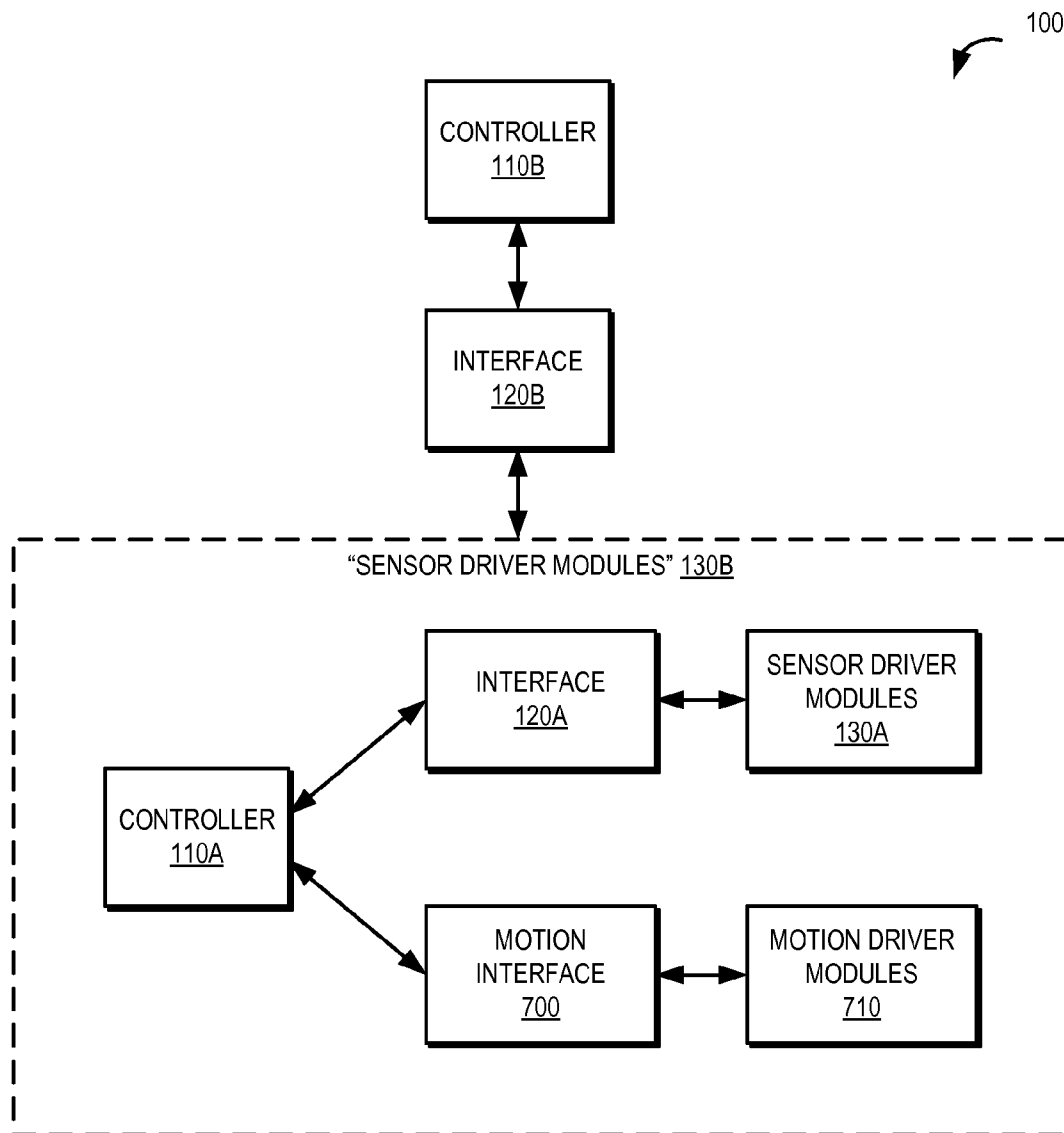 100
CONTROLLER
110B
INTERFACE
120B
“SENSOR DRIVER MODULES” 130B
INTERFACE
120A
SENSOR DRIVER
MODULES
130A
CONTROLLER
110A
MOTION
INTERFACE
700
MOTION DRIVER
MODULES
710